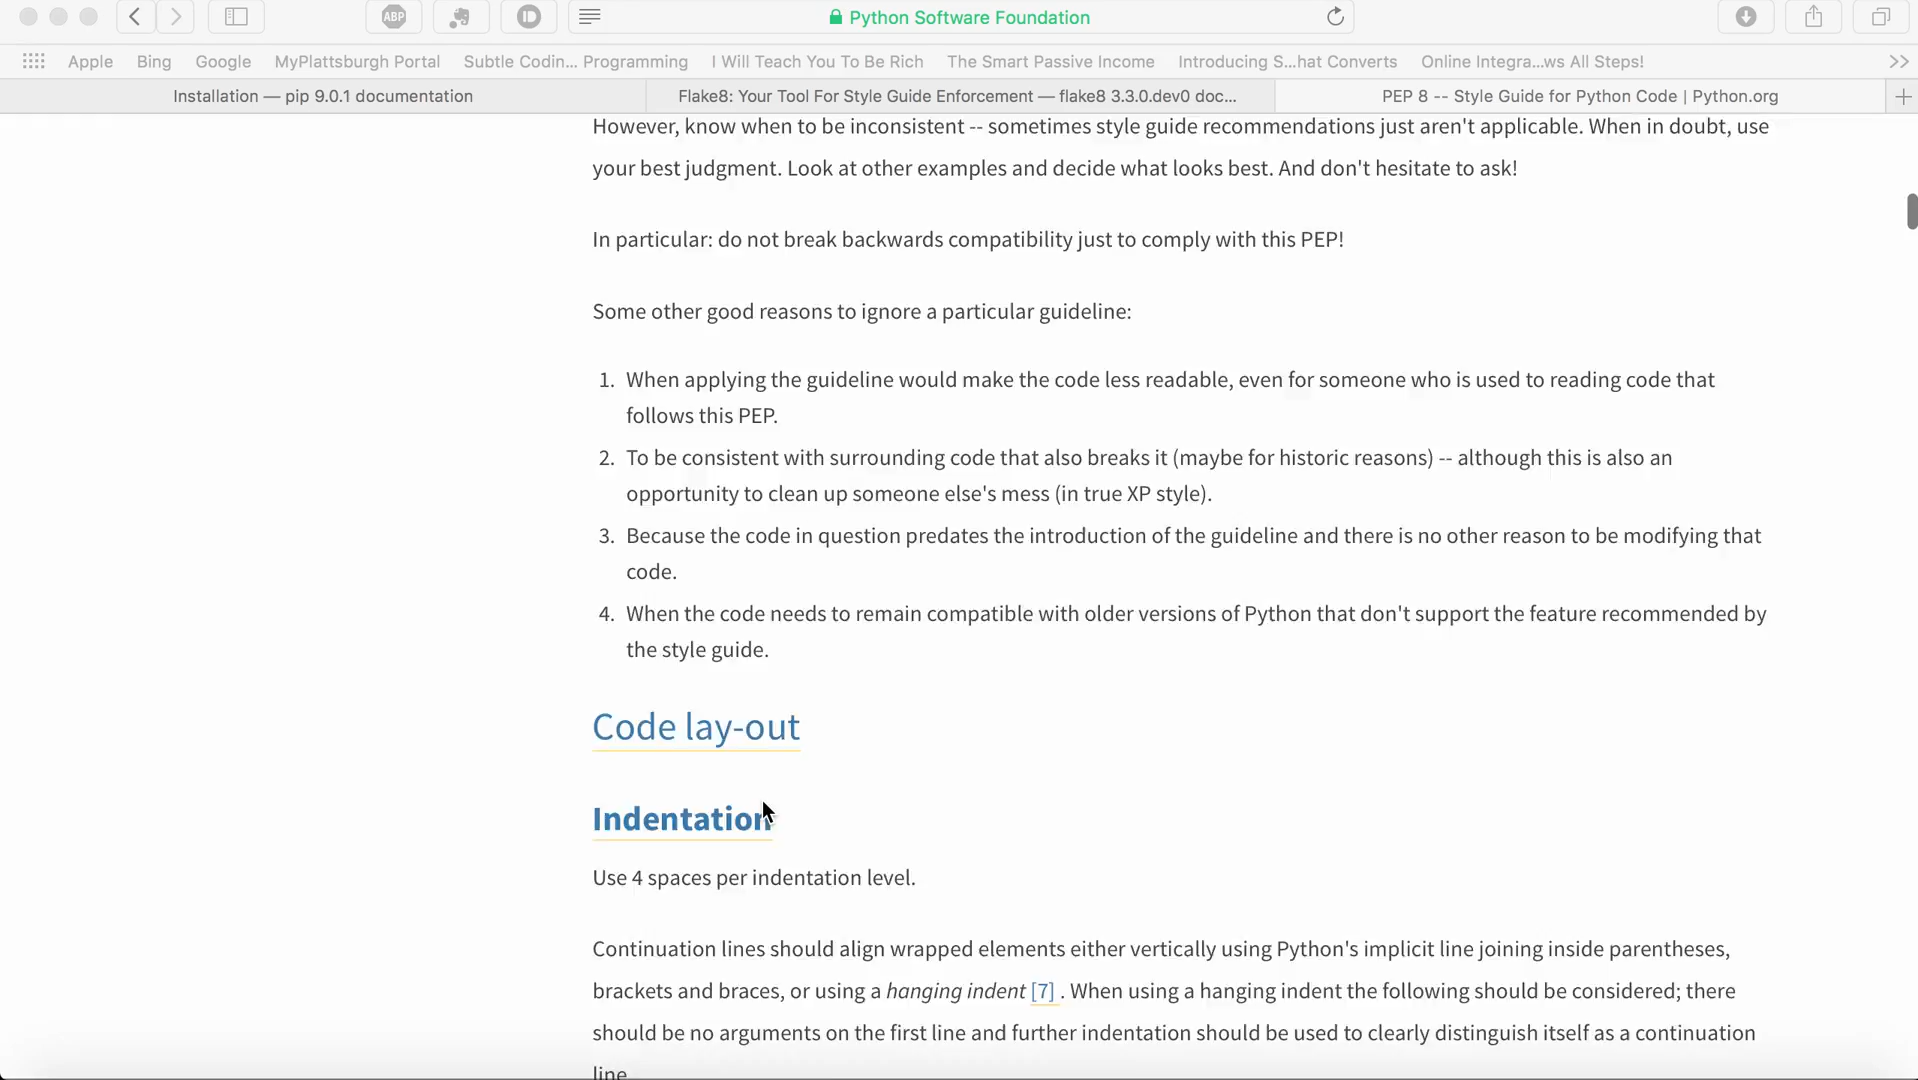 ABP
Python Software Foundation
Apple Bing Google MyPlattsburgh Portal Subtle Codin... Programming I Will Teach You To Be Rich The Smart Passive Income Introducing S...hat Converts Online Integra...ws All Steps! >>
Installation — pip 9.0.1 documentation Flake8: Your Tool For Style Guide Enforcement — flake8 3.3.0.dev0 doc... PEP 8 -- Style Guide for Python Code | Python.org +
However, know when to be inconsistent -- sometimes style guide recommendations just aren't applicable. When in doubt, use
your best judgment. Look at other examples and decide what looks best. And don't hesitate to ask!
In particular: do not break backwards compatibility just to comply with this PEP!
Some other good reasons to ignore a particular guideline:
1. When applying the guideline would make the code less readable, even for someone who is used to reading code that
follows this PEP.
2. To be consistent with surrounding code that also breaks it (maybe for historic reasons) -- although this is also an
opportunity to clean up someone else's mess (in true XP style).
3. Because the code in question predates the introduction of the guideline and there is no other reason to be modifying that
code.
4. When the code needs to remain compatible with older versions of Python that don't support the feature recommended by
the style guide.
Code lay-out
Indentation
Use 4 spaces per indentation level.
Continuation lines should align wrapped elements either vertically using Python's implicit line joining inside parentheses,
brackets and braces, or using a hanging indent [7] . When using a hanging indent the following should be considered; there
should be no arguments on the first line and further indentation should be used to clearly distinguish itself as a continuation
line.